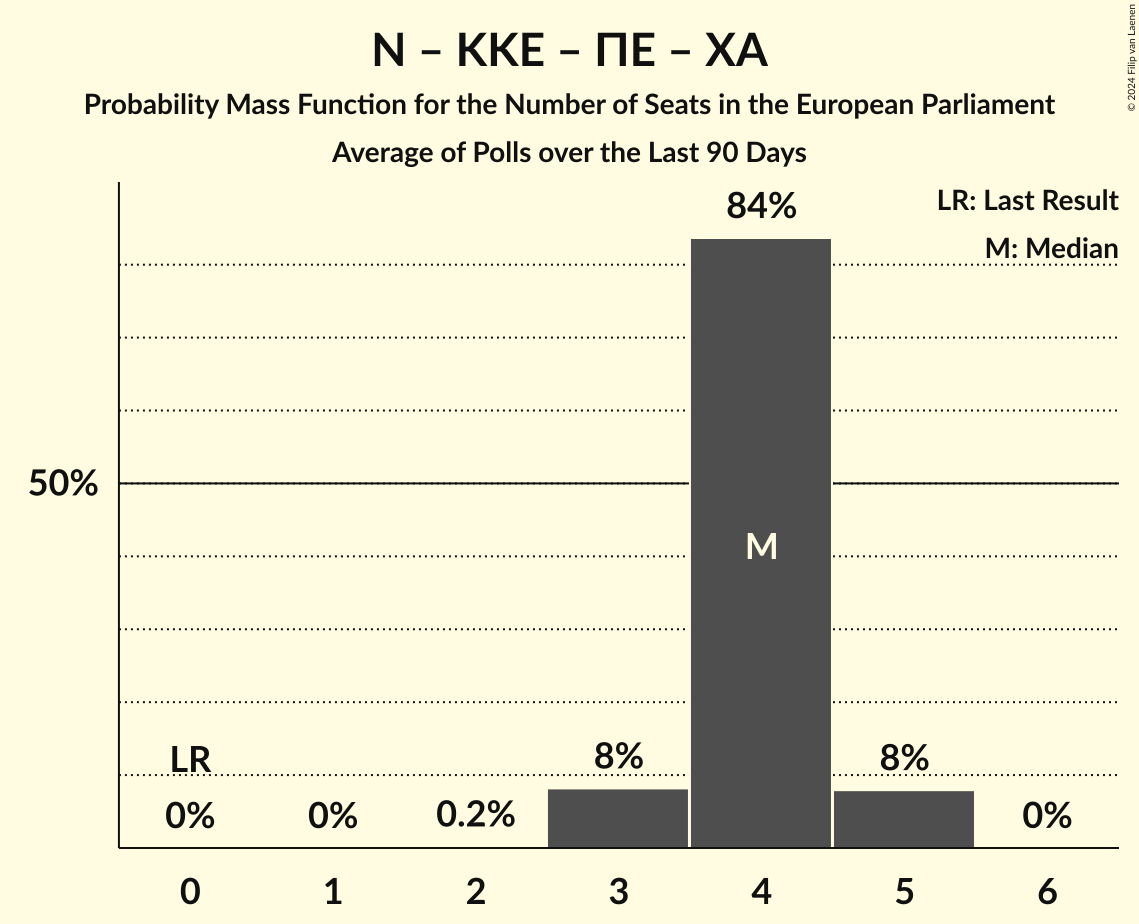 Ν – ΚΚΕ – ΠΕ – ΧΑ
Probability Mass Function for the Number of Seats in the European Parliament
Average of Polls over the Last 90 Days
© 2024 Filip van Laenen
LR: Last Result
M: Median
84%
50%
M
LR
8%
8%
0%
0%
0.2%
0%
0
1
2
3
4
5
6